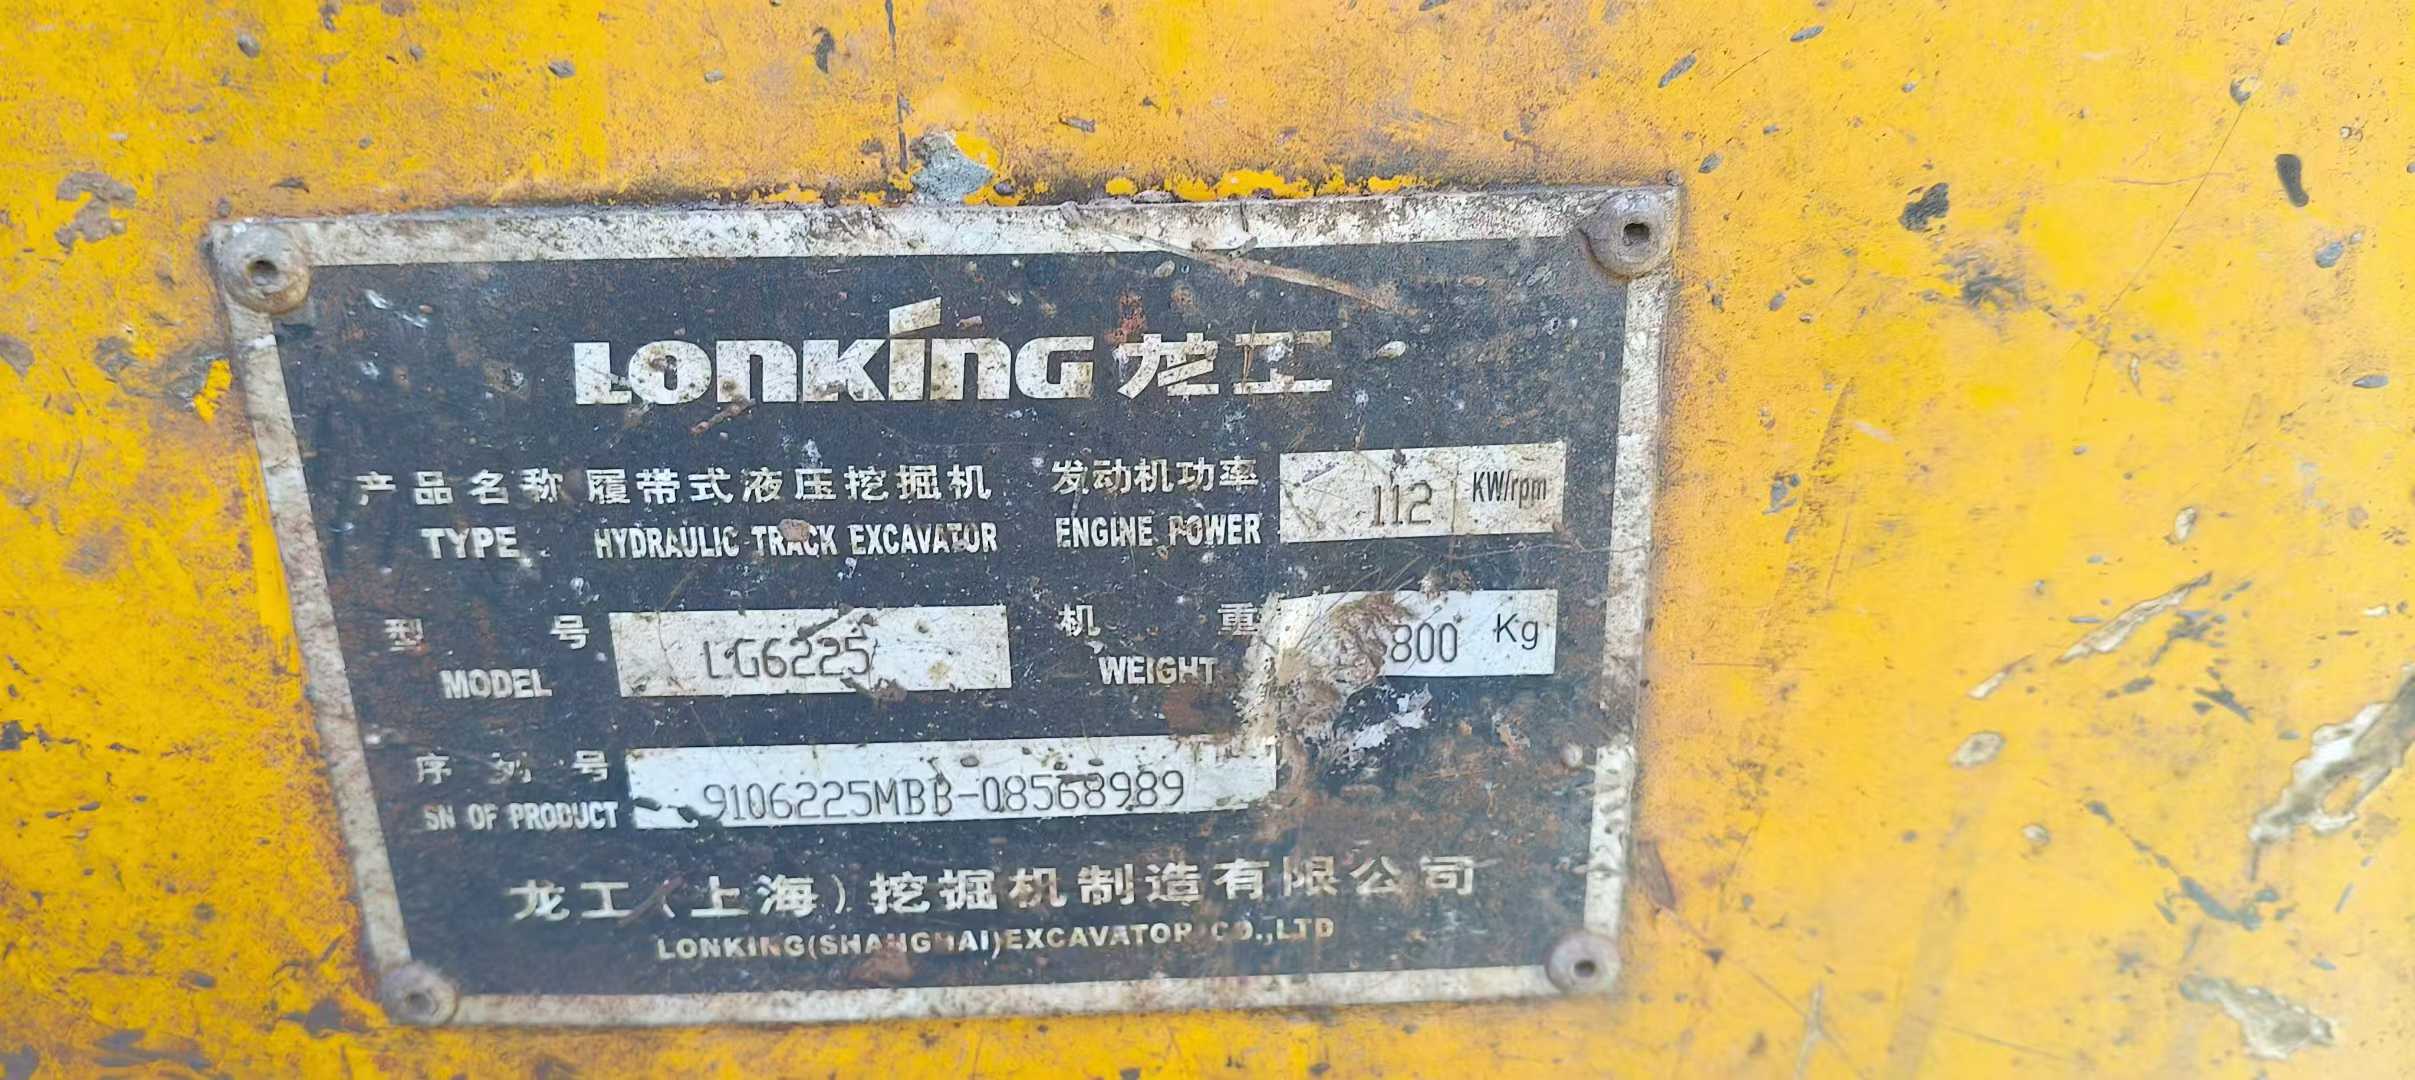 LONKING 龙工
产品名称 履带式液压挖掘机 发动机功率 112 KW/rpm
TYPE HYDRAULIC TRACK EXCAVATOR ENGINE POWER
型号 LG6225 机重 800 Kg
MODEL WEIGHT
序列号 9106225MBB-08568989
SN OF PRODUCT
龙工(上海)挖掘机制造有限公司
LONKING(SHANGHAI)EXCAVATOR CO.,LTD